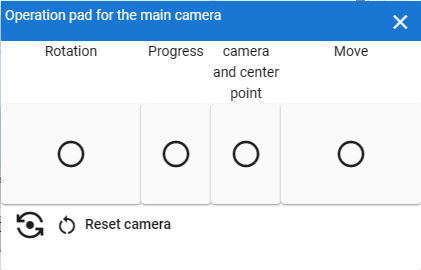 Operation pad for the main camera
Rotation
Progress
camera
and center
point
Move
Reset camera